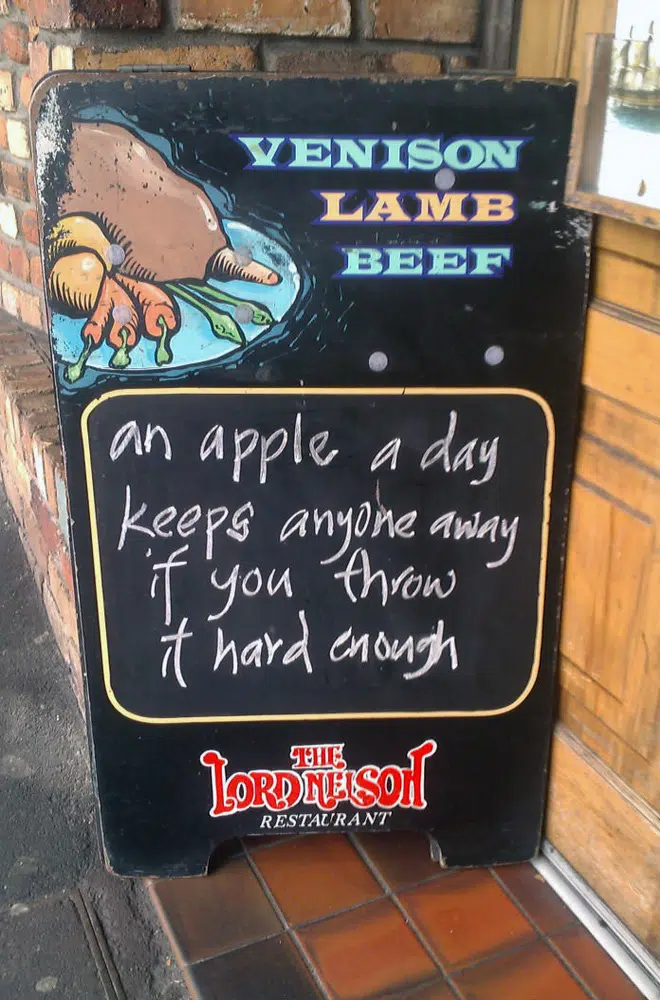 VENISON
LAMB
BEEF
an apple a day
keeps anyone away
if you throw
it hard enough
THE
LORD NELSON
RESTAURANT